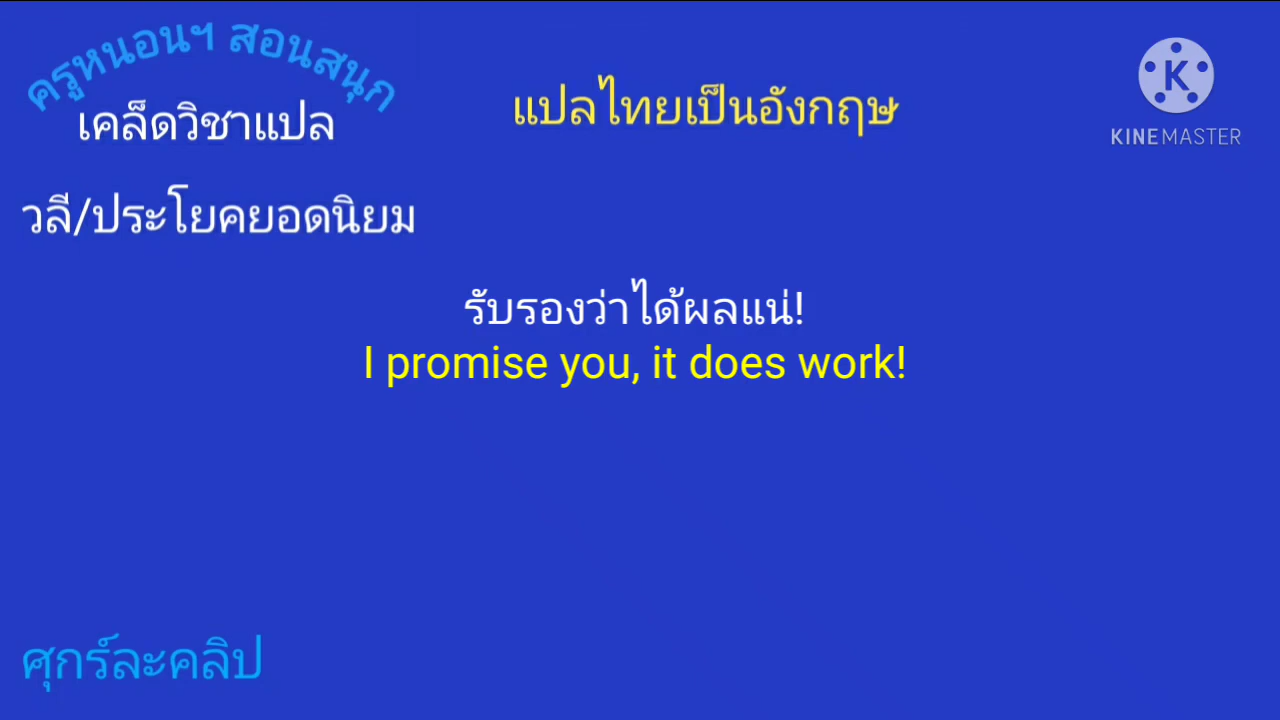 ครูหนอนฯ สอนสนุก
เคล็ดวิชาแปล
แปลไทยเป็นอังกฤษ
K
KINEMASTER
วลี/ประโยคยอดนิยม
รับรองว่าได้ผลแน่!
I promise you, it does work!
ศุกร์ละคลิป